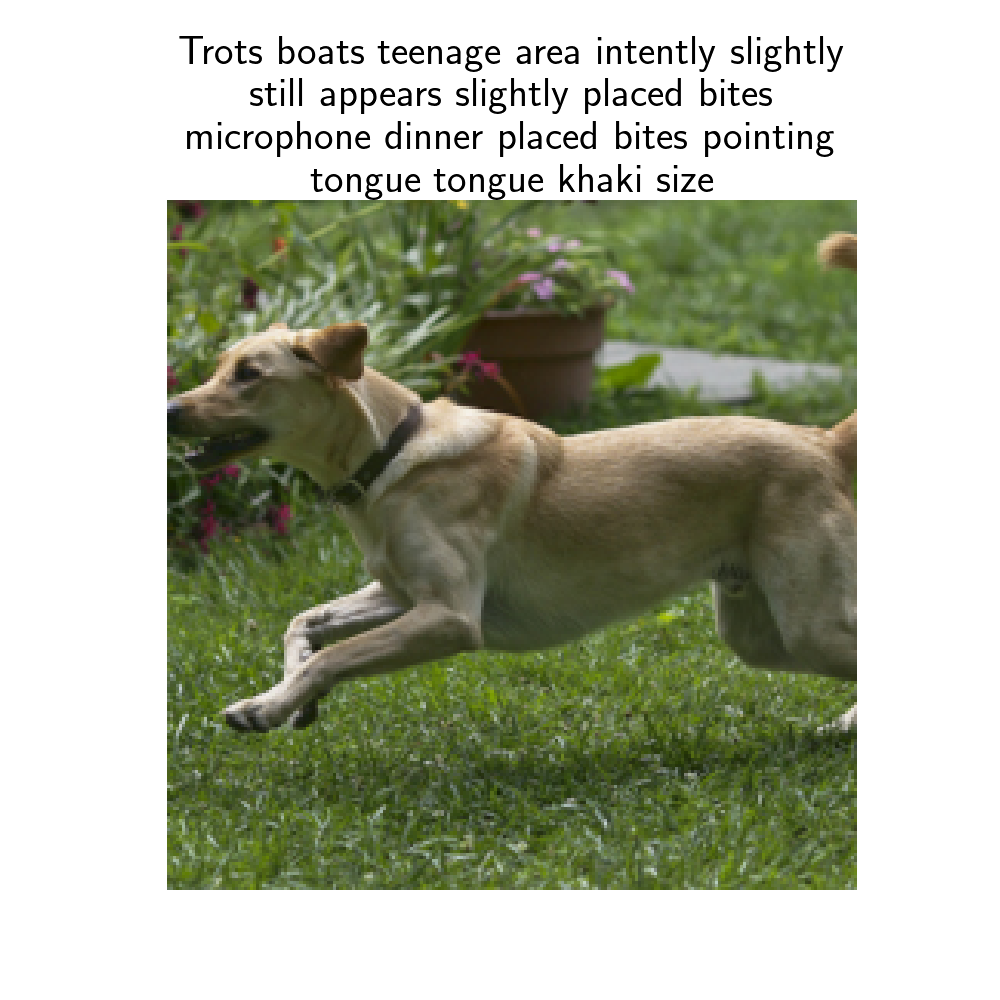 Trots boats teenage area intently slightly
still appears slightly placed bites
microphone dinner placed bites pointing
tongue tongue khaki size